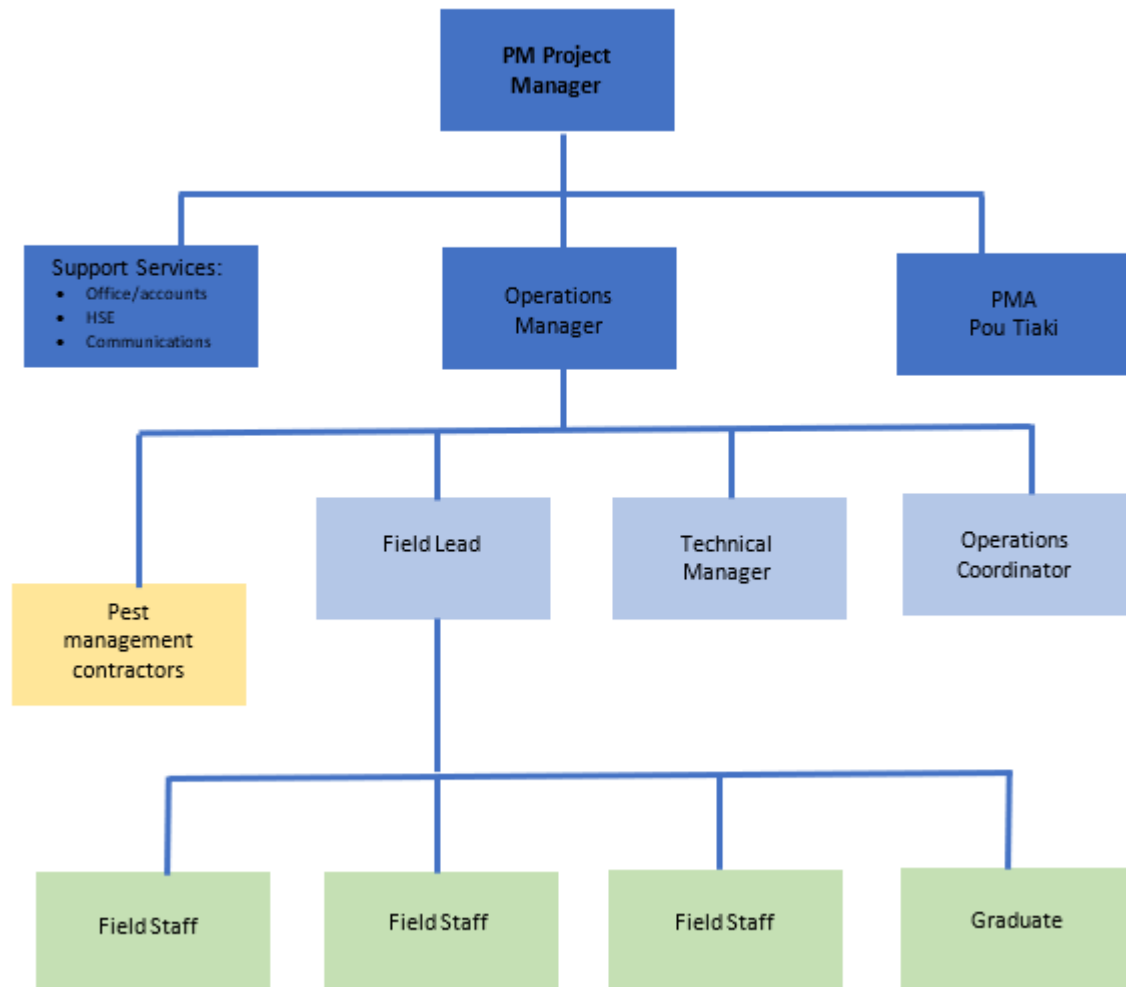 PM Project
Manager
Support Services:
• Office/accounts
• HSE
• Communications
Operations
Manager
PMA
Pou Tiaki
Field Lead
Technical
Manager
Operations
Coordinator
Pest
management
contractors
Field Staff
Field Staff
Field Staff
Graduate